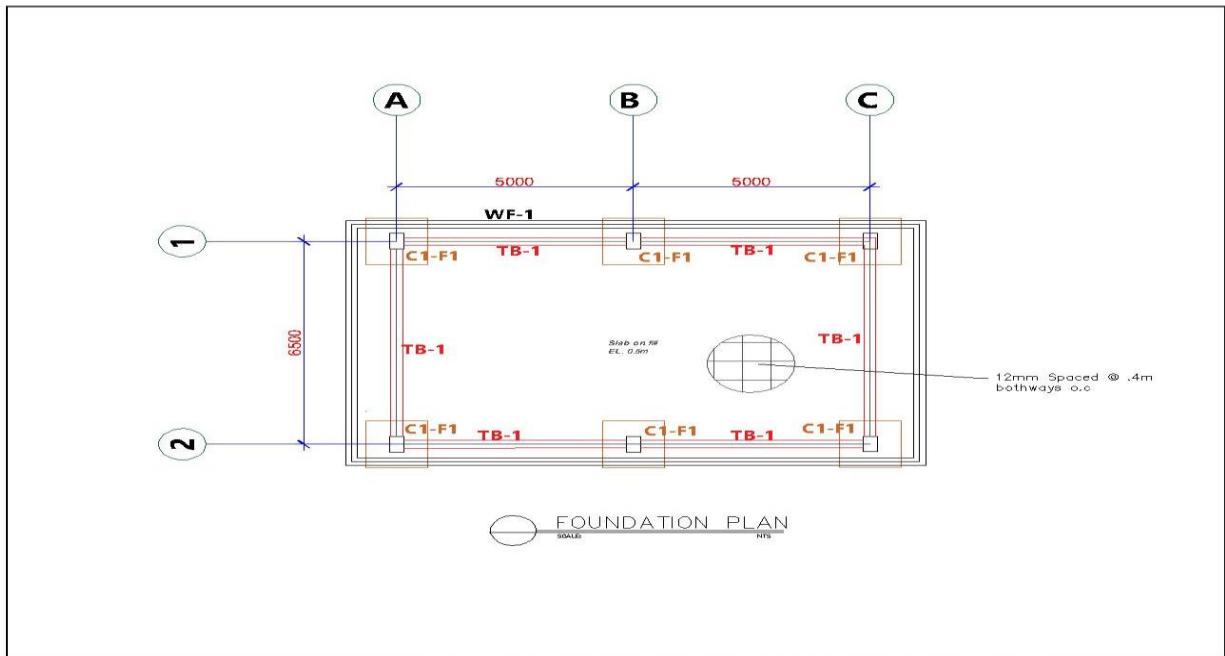 A
B
C
5000
5000
WF-1
1
C1-F1
TB-1
C1-F1
TB-1
C1-F1
6500
TB-1
Slab on fill
EL. 0.5m
TB-1
12mm Spaced @ .4m
bothways o.c
2
C1-F1
TB-1
C1-F1
TB-1
C1-F1
FOUNDATION PLAN
SCALE:
NTS